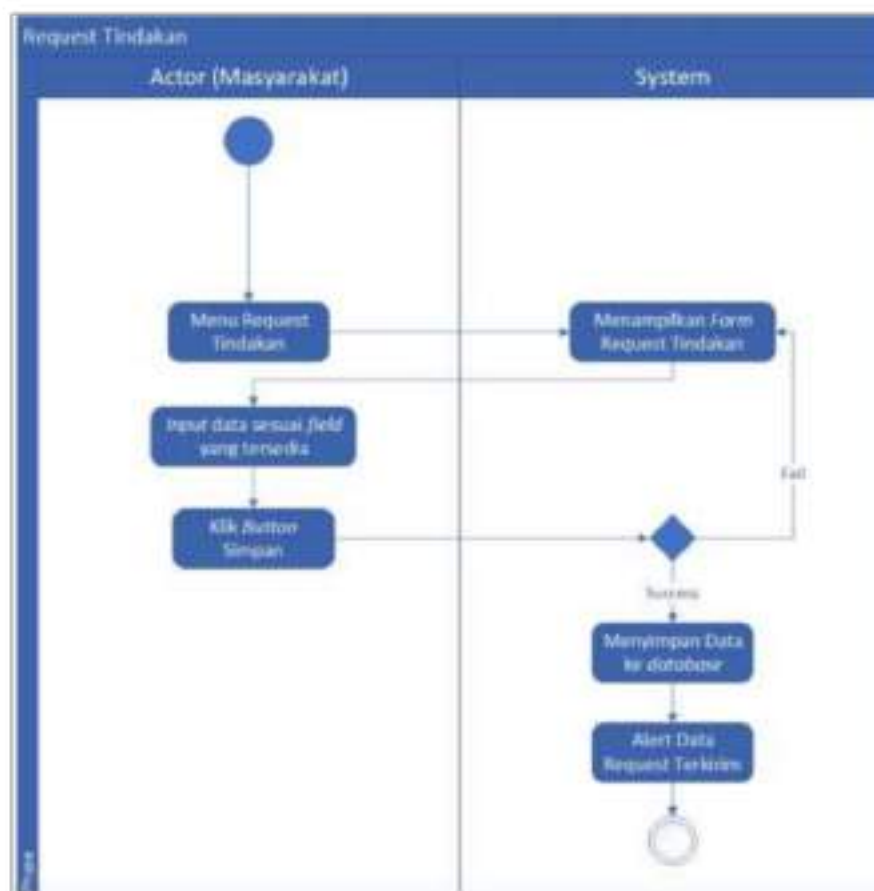 Request Tindakan
Actor (Masyarakat)
System
Menu Request
Tindakan
Menampilkan Form
Request Tindakan
Input data sesuai field
yang tersedia
Klik Button
Simpan
Fail
Success
Menyimpan Data
ke database
Alert Data
Request Terkirim
Phase